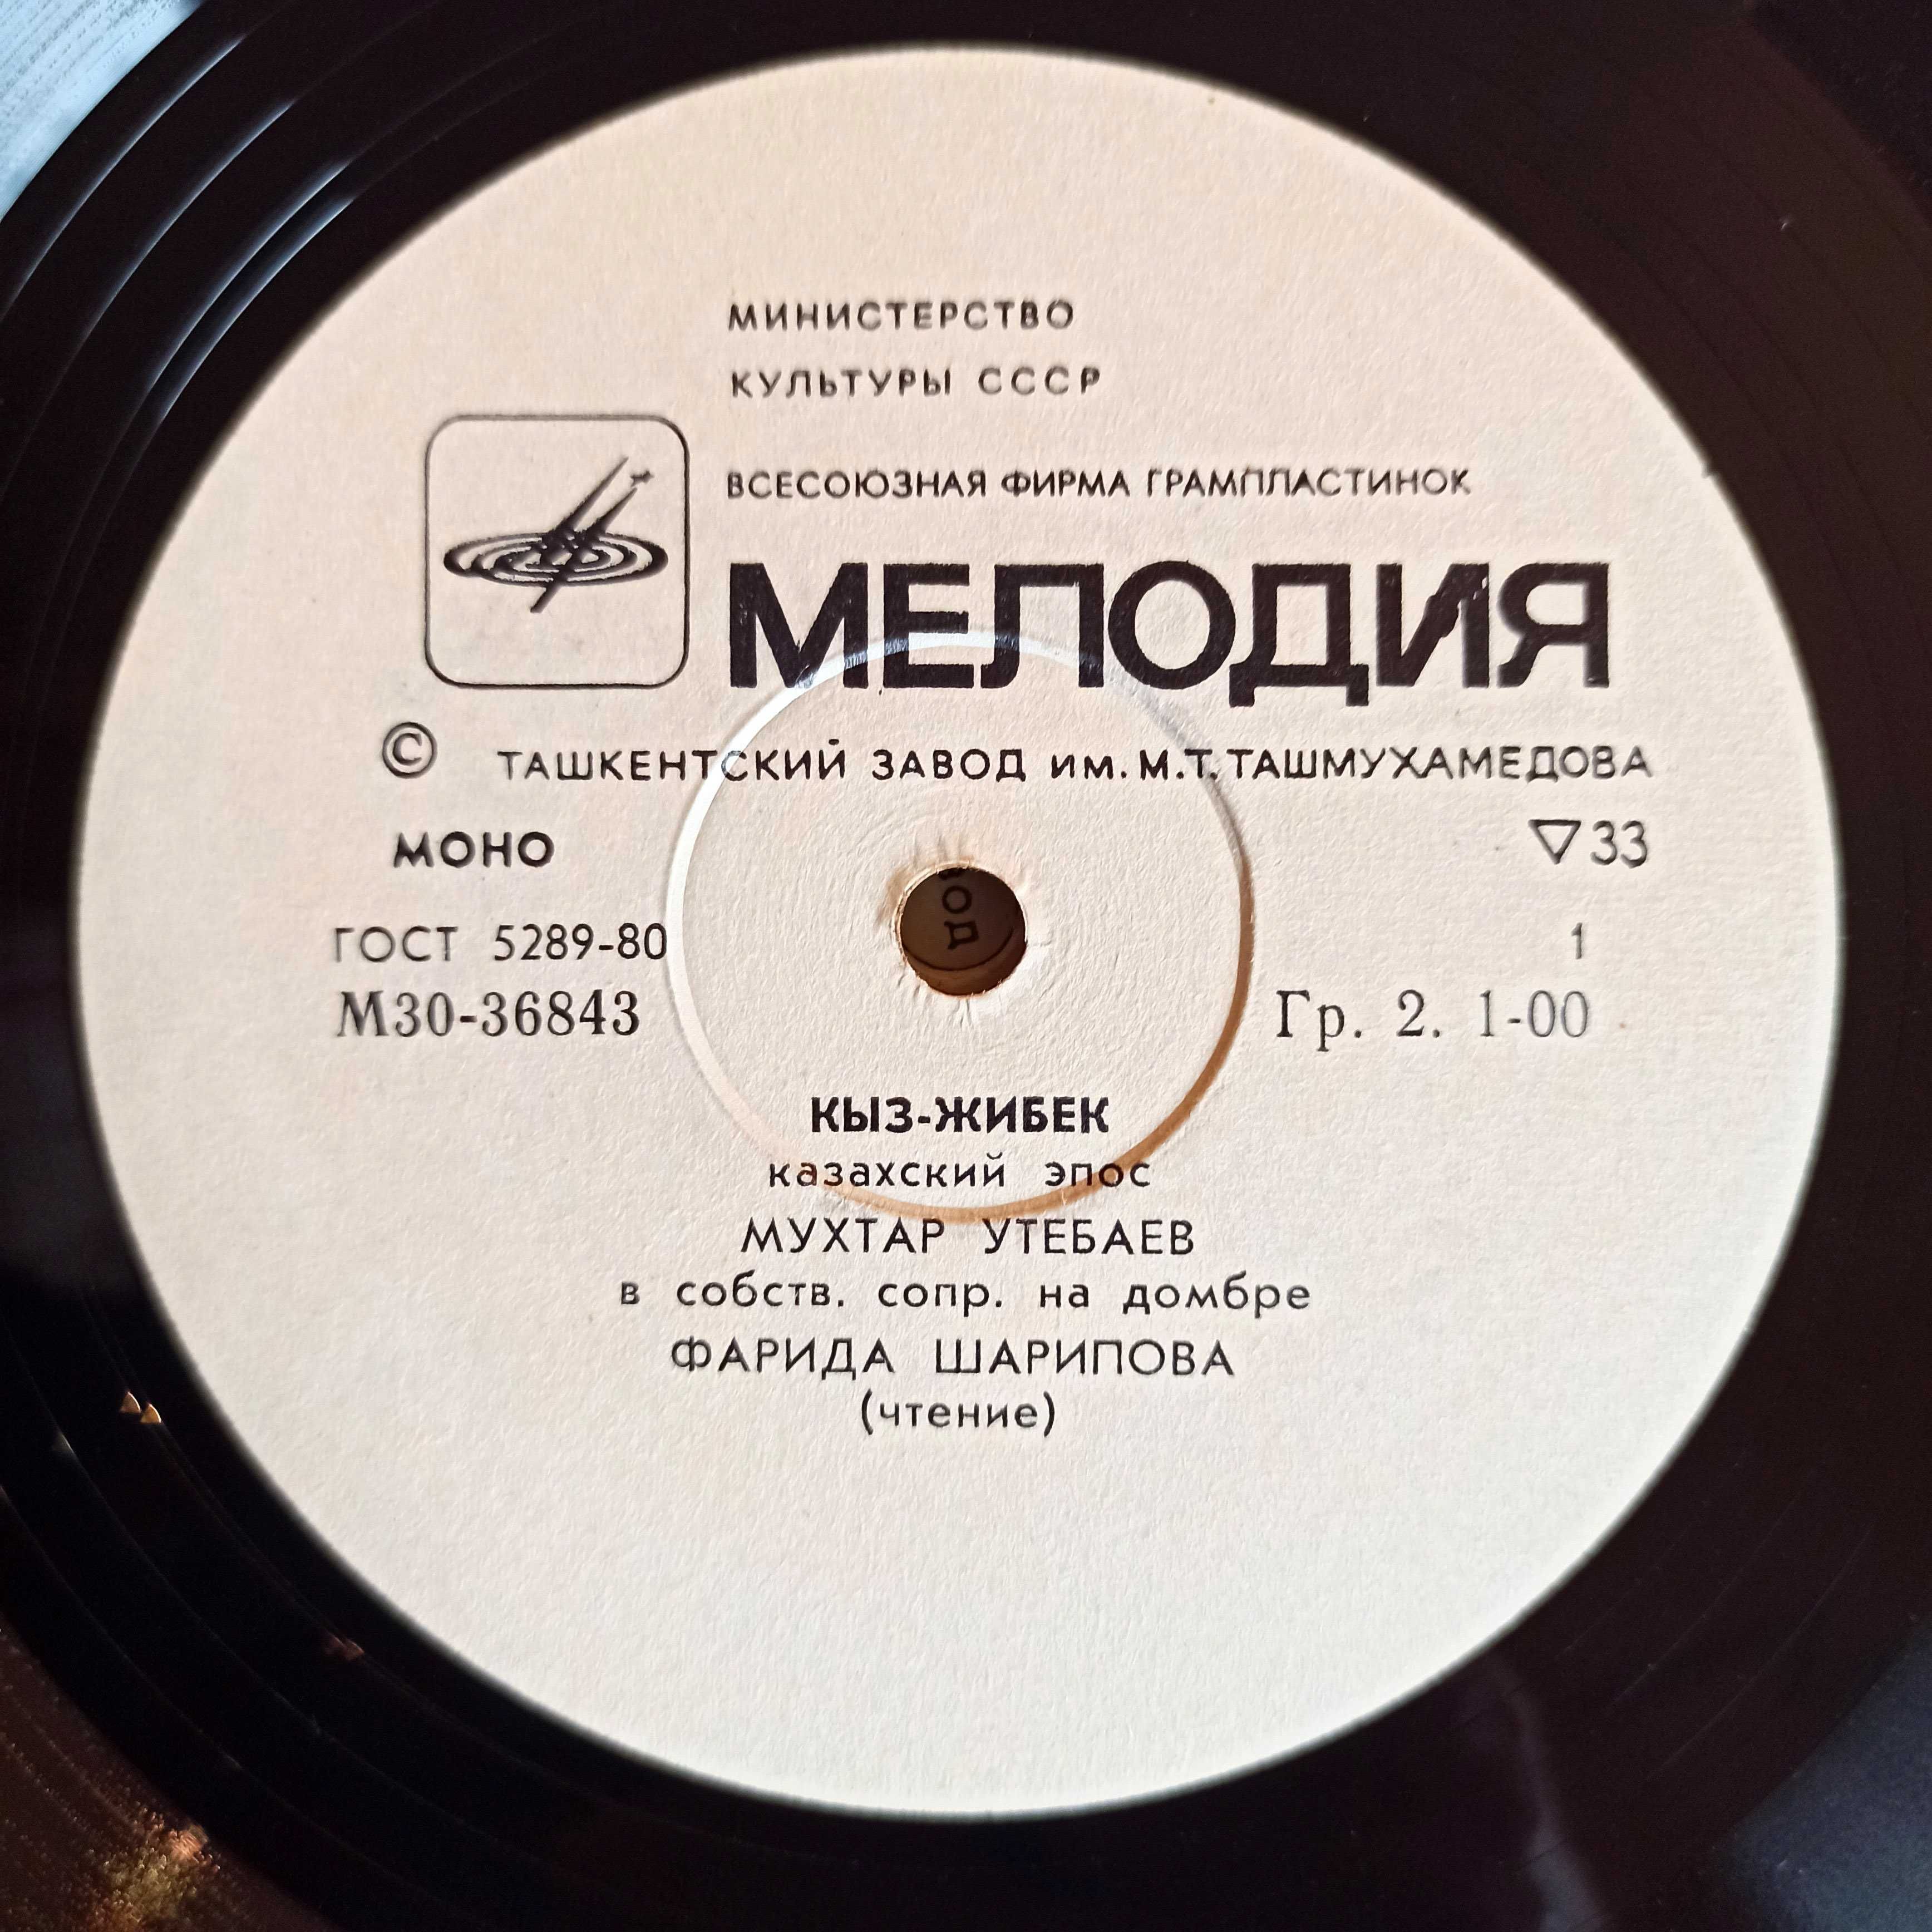 МИНИСТЕРСТВО
КУЛЬТУРЫ СССР
ВСЕСОЮЗНАЯ ФИРМА ГРАМПЛАСТИНОК
МЕЛОДИЯ
© ТАШКЕНТСКИЙ ЗАВОД им. М.Т. ТАШМУХАМЕДОВА
МОНО ▽33
ГОСТ 5289-80 1
М30-36843 Гр. 2. 1-00
КЫЗ-ЖИБЕК
казахский эпос
МУХТАР УТЕБАЕВ
в собств. сопр. на домбре
ФАРИДА ШАРИПОВА
(чтение)